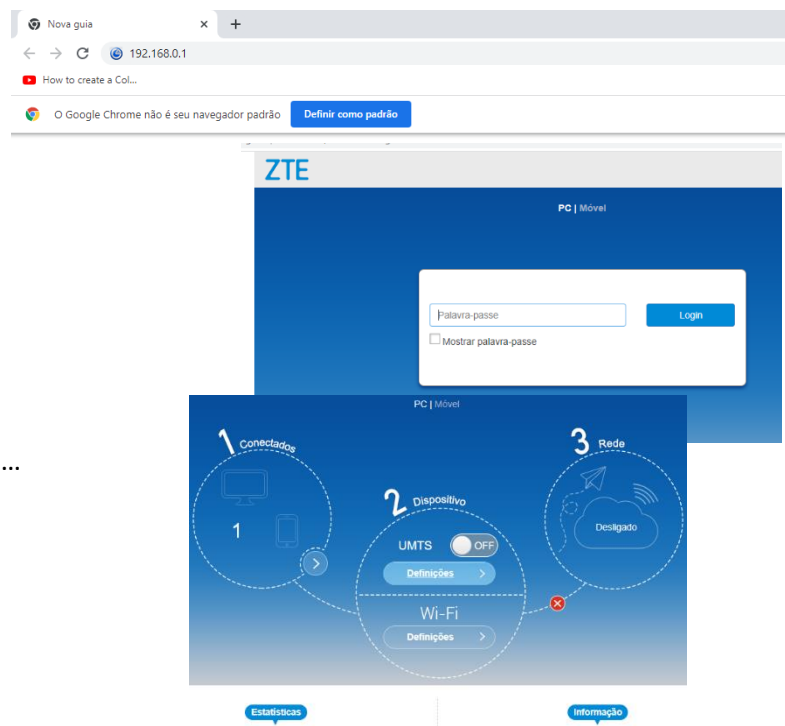 Nova guia
192.168.0.1
How to create a Col...
O Google Chrome não é seu navegador padrão Definir como padrão
ZTE
PC | Móvel
Palavra-passe Login
Mostrar palavra-passe
PC | Móvel
1 Conectados
3 Rede
...
2 Dispositivo
1
Desligado
UMTS OFF
Definições
Wi-Fi
Definições
Estatísticas Informação